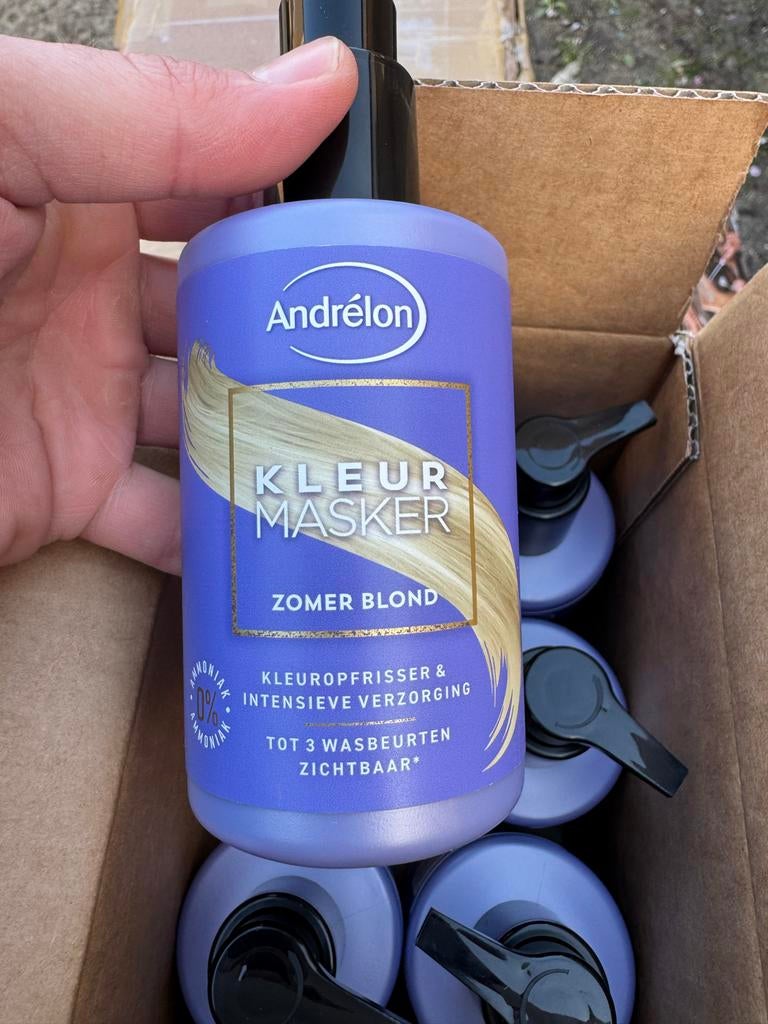 Andrélon
KLEUR
MASKER
ZOMER BLOND
KLEUROPFRISSER &
INTENSIEVE VERZORGING
TOT 3 WASBEURTEN
ZICHTBAAR*
AMMONIAK
0%
AMMONIAK